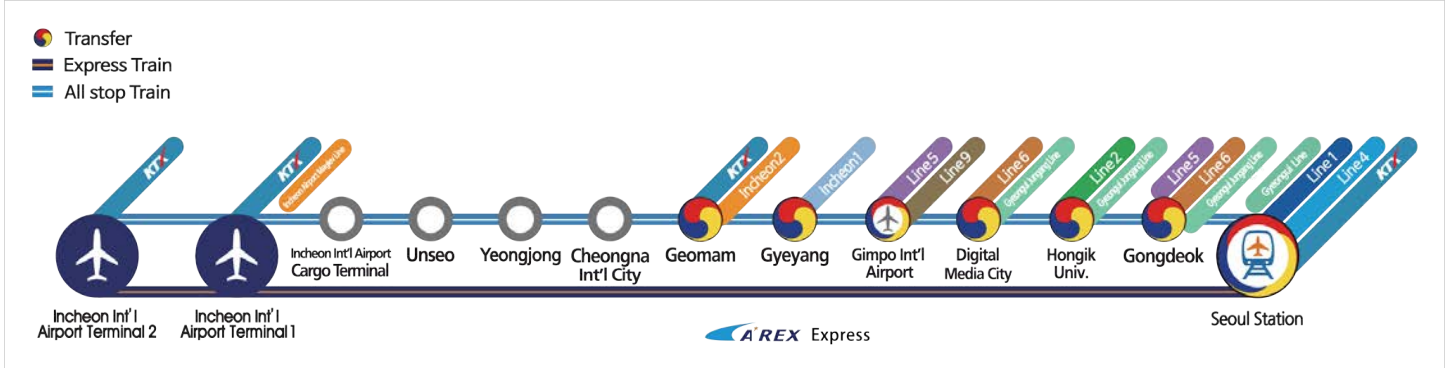 Transfer
Express Train
All stop Train
KTX
KTX
Incheon Airport Maglev Line
KTX
Incheon2
Incheon1
Line5
Line9
Line6
Gyeongui Jungang Line
Line2
Gyeongui Jungang Line
Line5
Line6
Gyeongui Jungang Line
Gyeongui Line
Line1
Line4
KTX
Incheon Int'l
Airport Terminal 2
Incheon Int'l
Airport Terminal 1
Incheon Int'l Airport
Cargo Terminal
Unseo
Yeongjong
Cheongna
Int'l City
Geomam
Gyeyang
Gimpo Int'l
Airport
Digital
Media City
Hongik
Univ.
Gongdeok
Seoul Station
A'REX Express